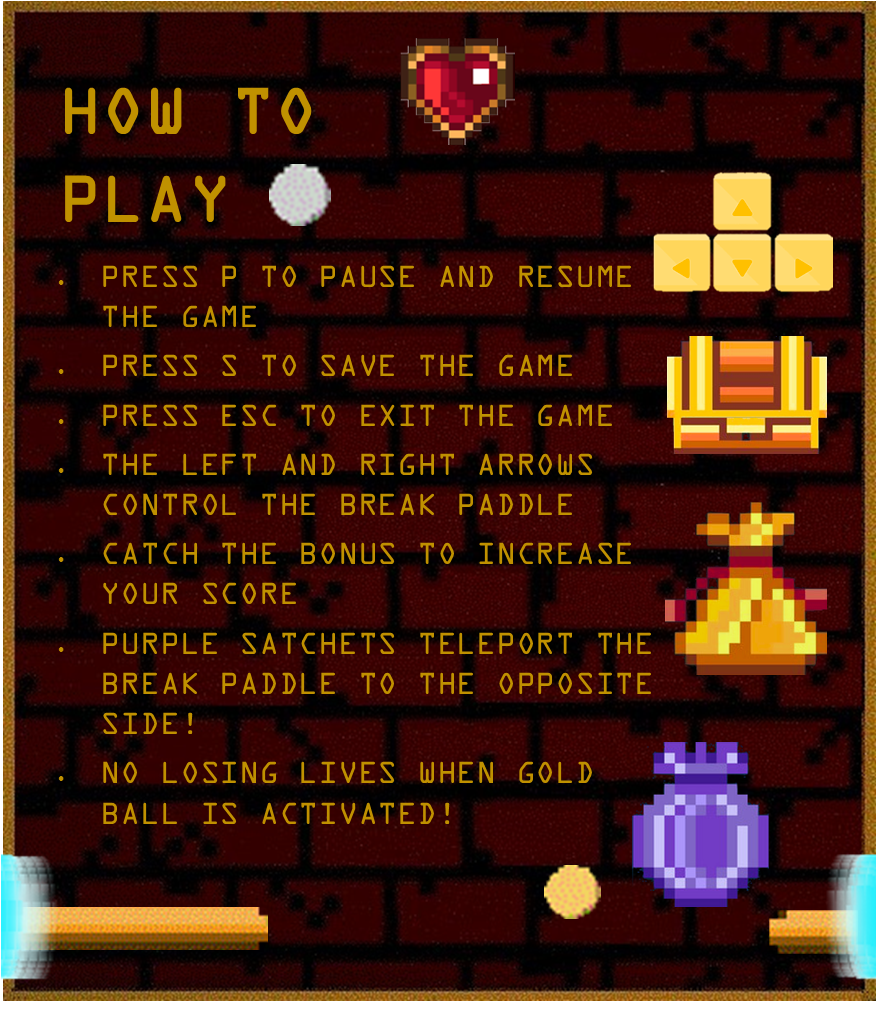 HOW TO
PLAY
. PRESS P TO PAUSE AND RESUME
THE GAME
. PRESS S TO SAVE THE GAME
. PRESS ESC TO EXIT THE GAME
. THE LEFT AND RIGHT ARROWS
CONTROL THE BREAK PADDLE
. CATCH THE BONUS TO INCREASE
YOUR SCORE
. PURPLE SATCHETS TELEPORT THE
BREAK PADDLE TO THE OPPOSITE
SIDE!
. NO LOSING LIVES WHEN GOLD
BALL IS ACTIVATED!